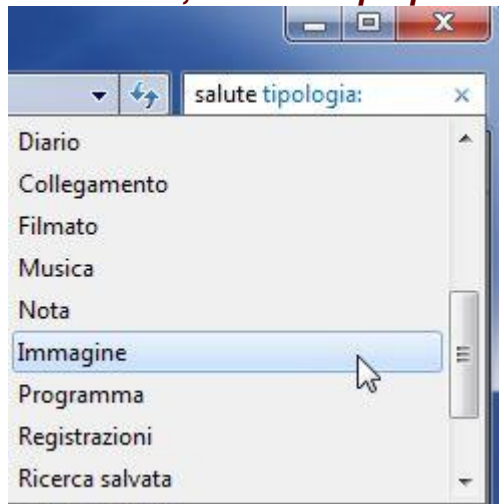 salute tipologia:
Diario
Collegamento
Filmato
Musica
Nota
Immagine
Programma
Registrazioni
Ricerca salvata